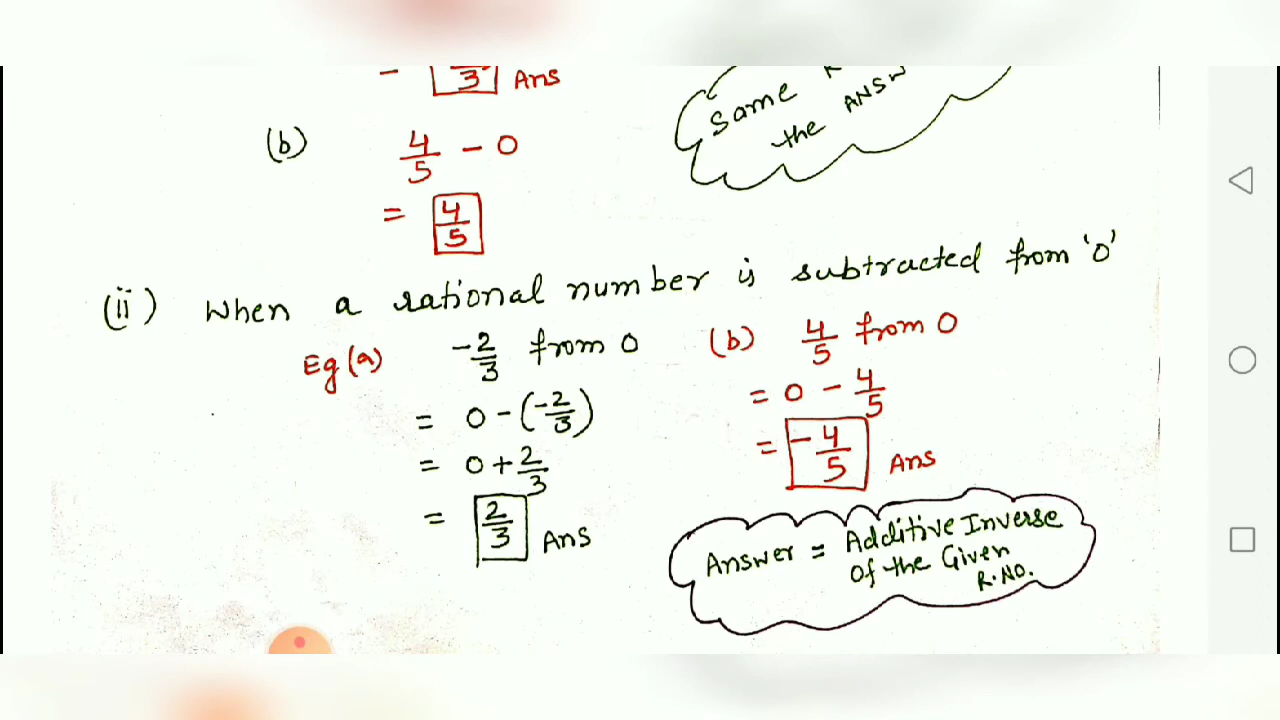 3 Ans
Same
the ANSW
(b) 4/5 - 0
= 4/5
(ii) When a rational number is subtracted from '0'
Eg (a) -2/3 from 0
= 0 - (-2/3)
= 0 + 2/3
= 2/3 Ans
(b) 4/5 from 0
= 0 - 4/5
= -4/5 Ans
Answer = Additive Inverse
of the Given
R.NO.